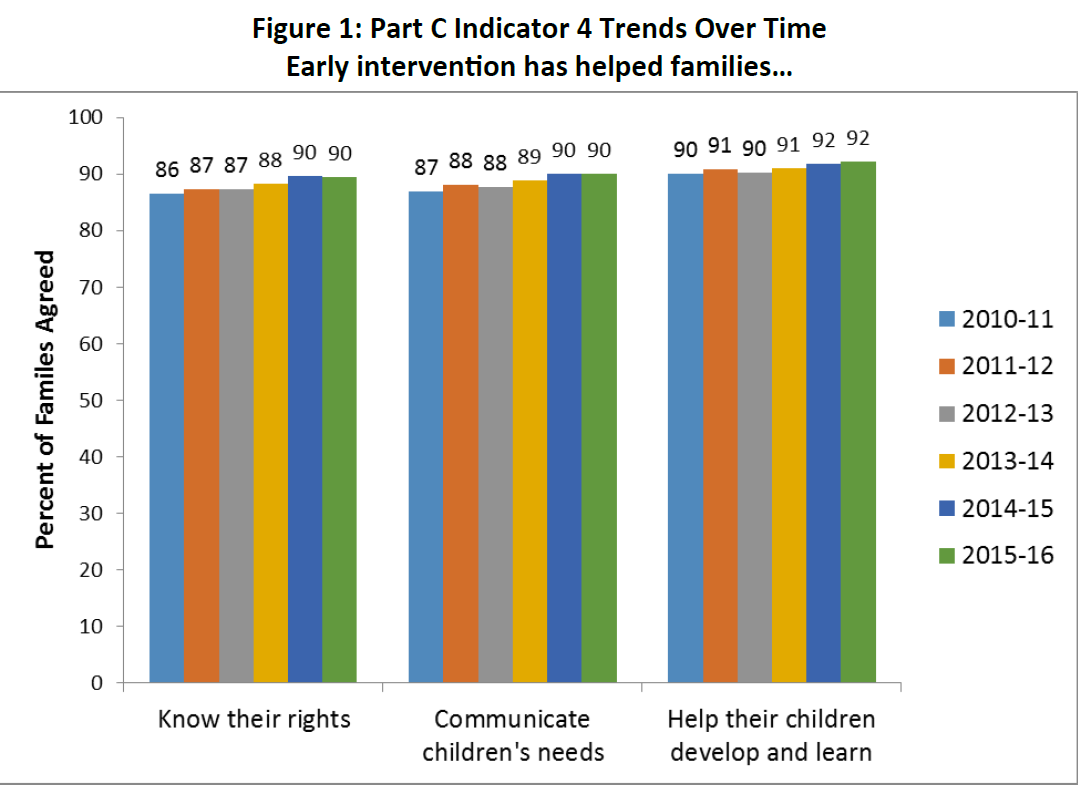 Figure 1: Part C Indicator 4 Trends Over Time
Early intervention has helped families…
Percent of Familes Agreed
100
90
80
70
60
50
40
30
20
10
0
86 87 87 88 90 90
87 88 88 89 90 90
90 91 90 91 92 92
Know their rights
Communicate
children's needs
Help their children
develop and learn
2010-11
2011-12
2012-13
2013-14
2014-15
2015-16